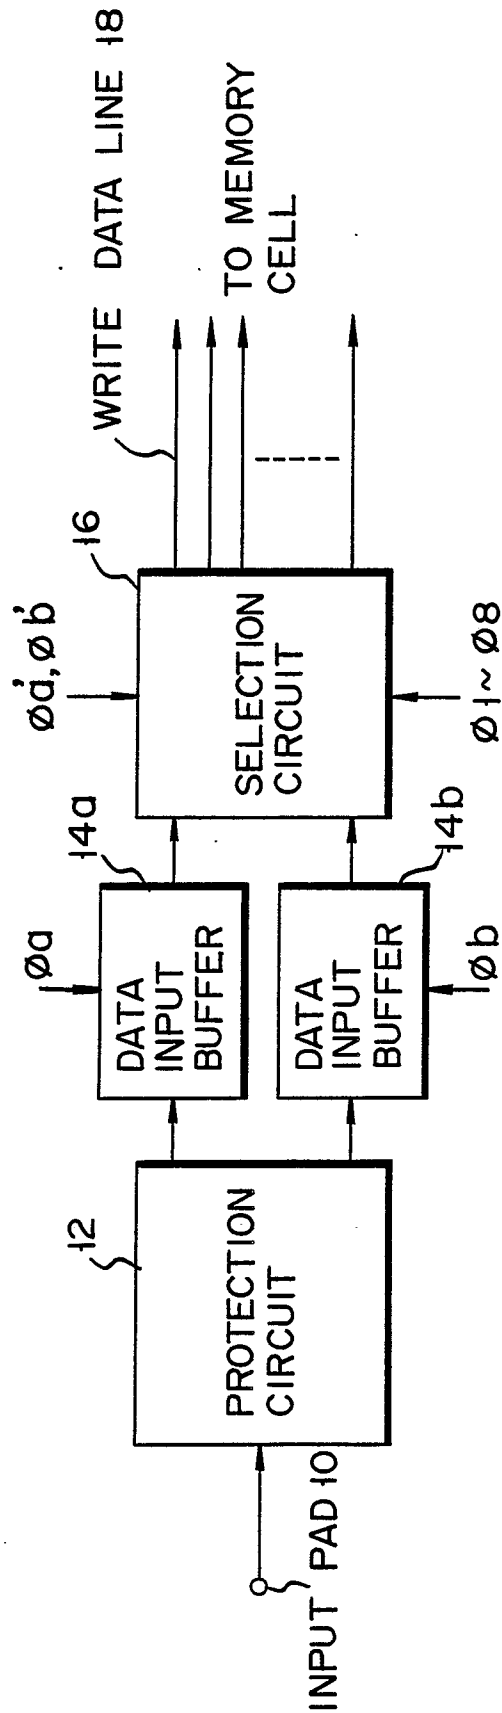 INPUT PAD 10
12
PROTECTION
CIRCUIT
Øa
14a
DATA
INPUT
BUFFER
DATA
INPUT
BUFFER
14b
Øb
Øa', Øb'
16
SELECTION
CIRCUIT
Ø1~Ø8
WRITE DATA LINE 18
TO MEMORY
CELL